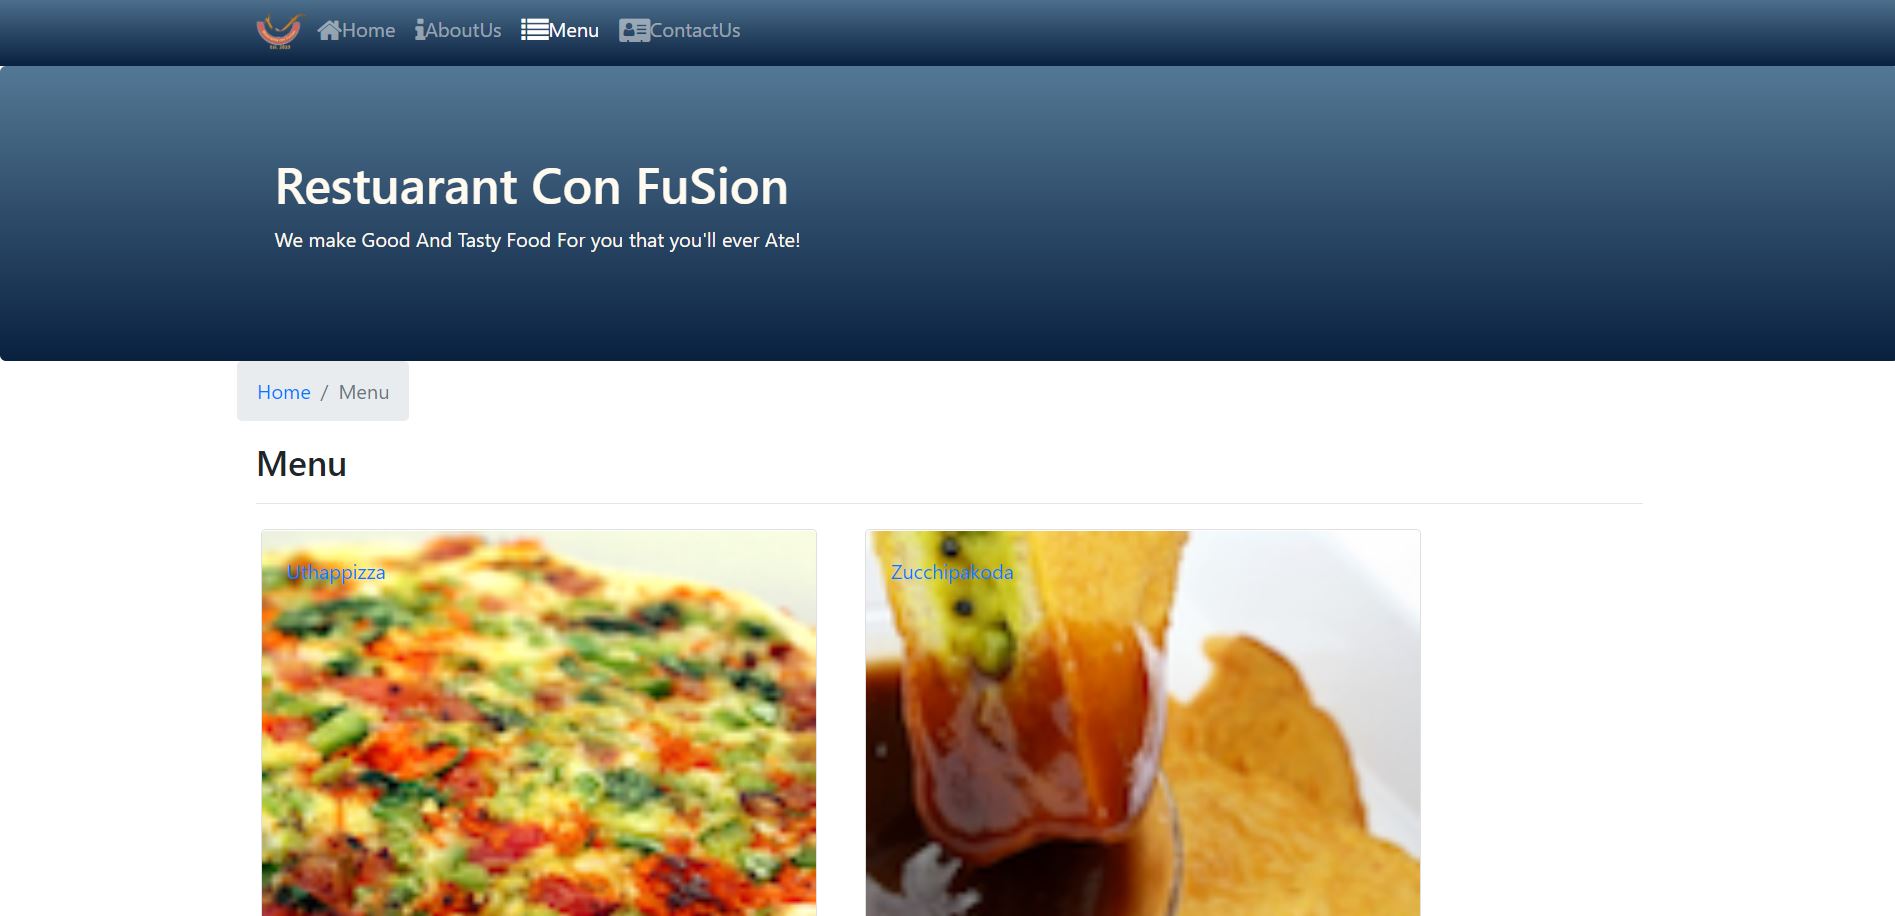 Home AboutUs Menu ContactUs
Restuarant Con FuSion
We make Good And Tasty Food For you that you'll ever Ate!
Home / Menu
Menu
Uthappizza Zucchipakoda